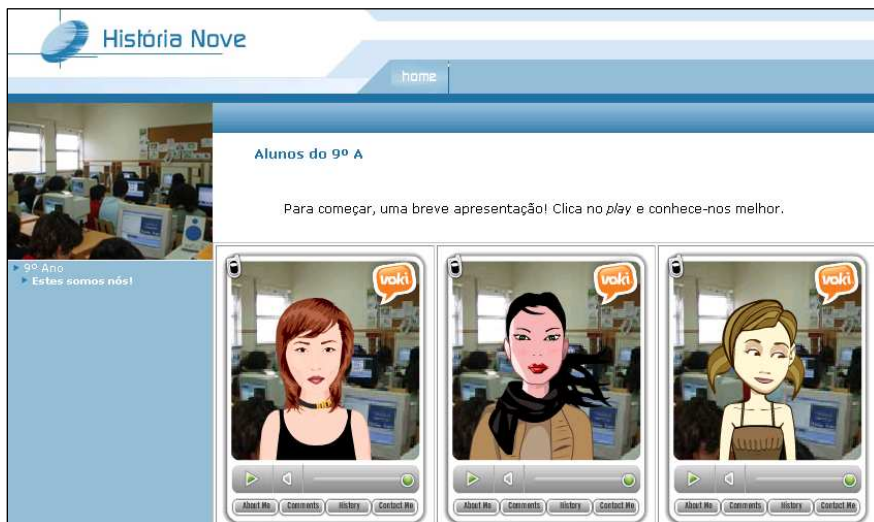 História Nove
home
Alunos do 9º A
Para começar, uma breve apresentação! Clica no play e conhece-nos melhor.
9º Ano
Estes somos nós!
voki
voki
voki
About Me Comments History Contact Me
About Me Comments History Contact Me
About Me Comments History Contact Me